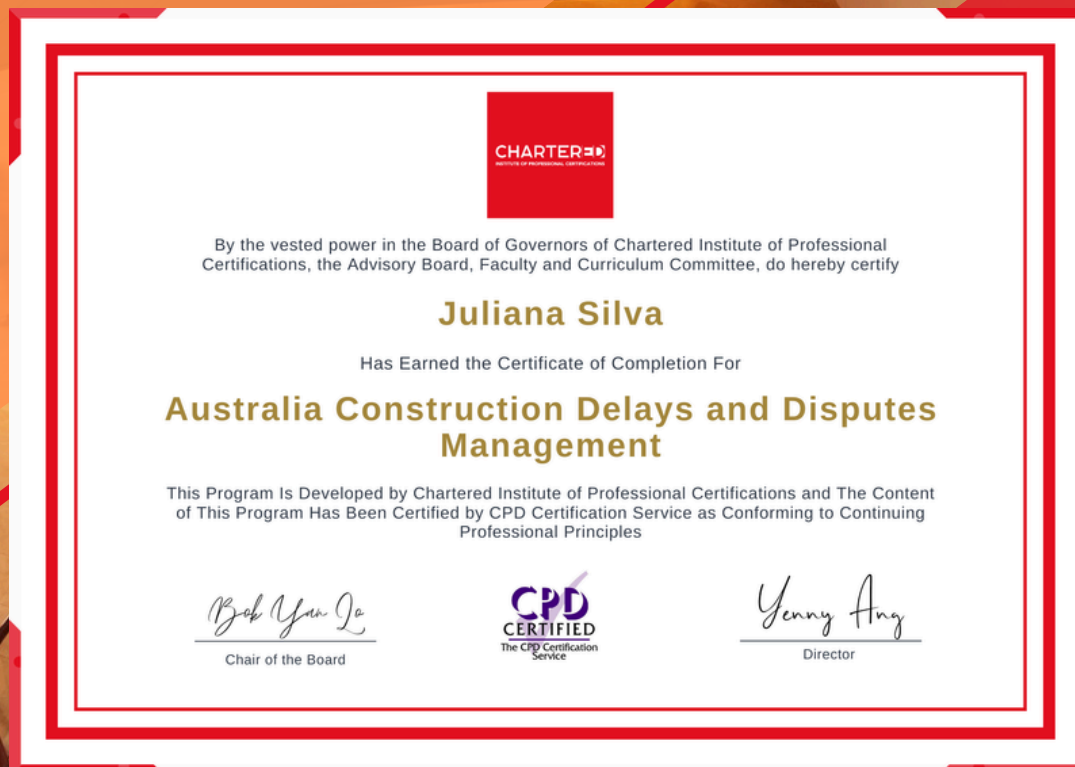 CHARTERED
INSTITUTE OF PROFESSIONAL CERTIFICATIONS
By the vested power in the Board of Governors of Chartered Institute of Professional
Certifications, the Advisory Board, Faculty and Curriculum Committee, do hereby certify
Juliana Silva
Has Earned the Certificate of Completion For
Australia Construction Delays and Disputes
Management
This Program Is Developed by Chartered Institute of Professional Certifications and The Content
of This Program Has Been Certified by CPD Certification Service as Conforming to Continuing
Professional Principles
Bob Yan Lo
Chair of the Board
CPD
CERTIFIED
The CPD Certification
Service
Yenny Ang
Director